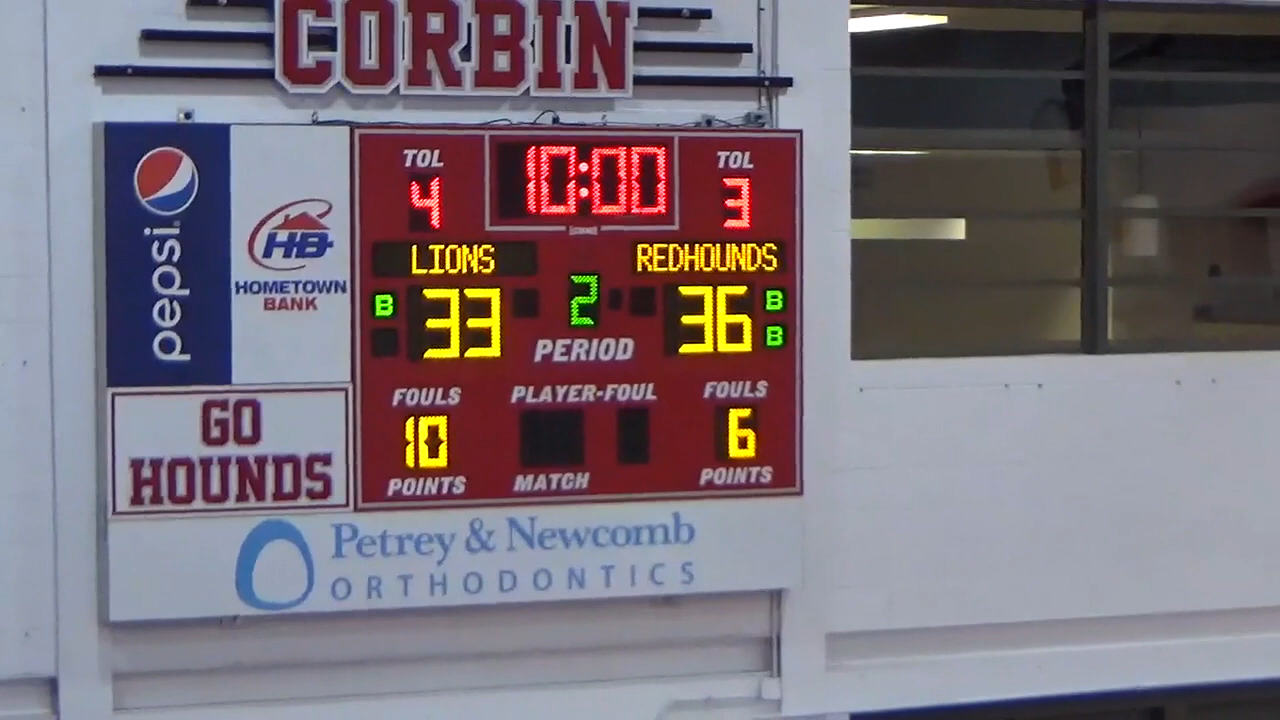 CORBIN
pepsi
HB
HOMETOWN
BANK
GO
HOUNDS
TOL
4
10:00
TOL
3
LIONS
REDHOUNDS
B
33
2
36
B
B
PERIOD
FOULS
10
POINTS
PLAYER-FOUL
MATCH
FOULS
6
POINTS
Petrey & Newcomb
ORTHODONTICS